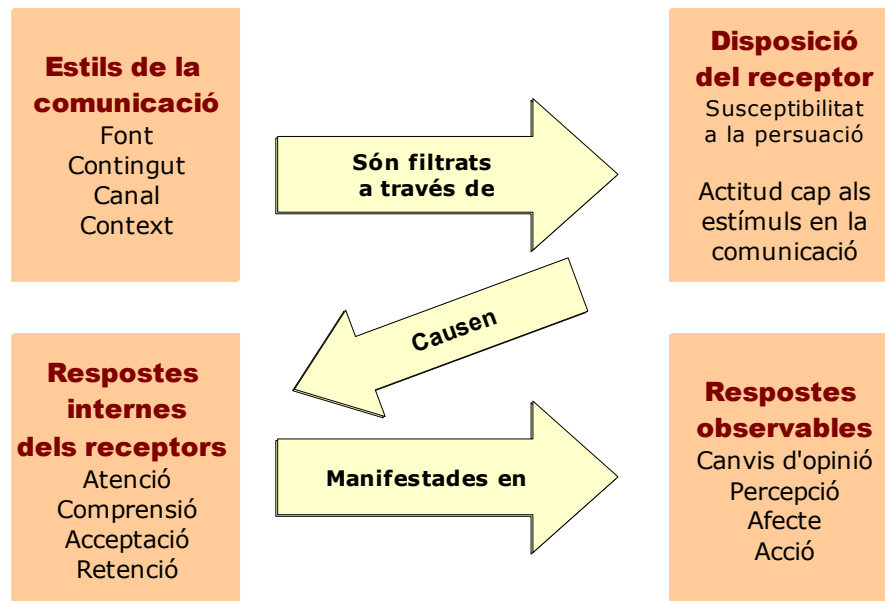 Estils de la
comunicació
Font
Contingut
Canal
Context
Són filtrats
a través de
Disposició
del receptor
Susceptibilitat
a la persuació
Actitud cap als
estímuls en la
comunicació
Causen
Respostes
internes
dels receptors
Atenció
Comprensió
Acceptació
Retenció
Manifestades en
Respostes
observables
Canvis d'opinió
Percepció
Afecte
Acció